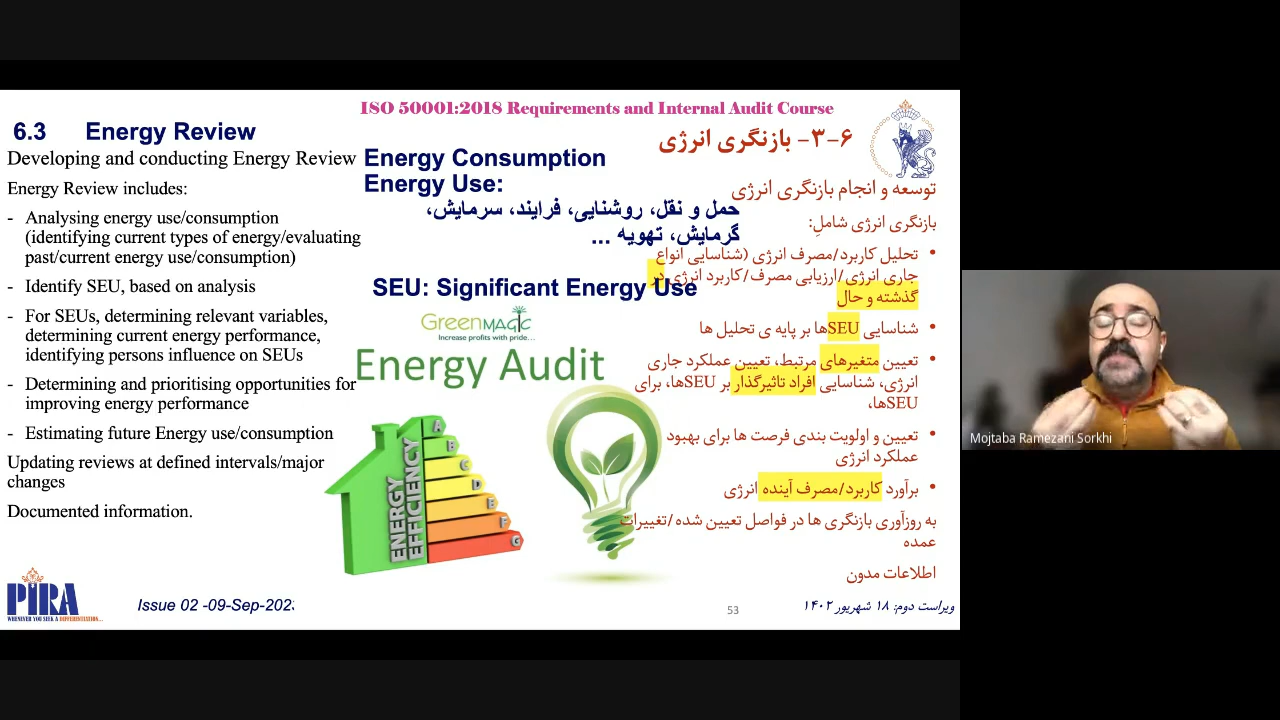 ISO 50001:2018 Requirements and Internal Audit Course
6.3 Energy Review
Developing and conducting Energy Review
Energy Review includes:
- Analysing energy use/consumption
(identifying current types of energy/evaluating
past/current energy use/consumption)
- Identify SEU, based on analysis
- For SEUs, determining relevant variables,
determining current energy performance,
identifying persons influence on SEUs
- Determining and prioritising opportunities for
improving energy performance
- Estimating future Energy use/consumption
Updating reviews at defined intervals/major
changes
Documented information.
Energy Consumption
Energy Use:
حمل و نقل، روشنایی، فرایند، سرمایش،
گرمایش، تهویه ...
SEU: Significant Energy Use
GreenMAGIC
Increase profits with pride...
Energy Audit
ENERGY
EFFICIENCY
A
B
C
D
E
F
G
۶-۳- بازنگری انرژی
توسعه و انجام بازنگری انرژی
بازنگری انرژی شاملِ:
• تحلیل کاربرد/مصرف انرژی (شناسایی انواع
جاری انرژی/ارزیابی مصرف/کاربرد انرژی در
گذشته و حال
• شناسایی SEUها بر پایه ی تحلیل ها
• تعیین متغیرهای مرتبط، تعیین عملکرد جاری
انرژی، شناسایی افراد تاثیرگذار بر SEUها، برای
SEUها،
• تعیین و اولویت بندی فرصت ها برای بهبود
عملکرد انرژی
• برآورد کاربرد/مصرف آینده انرژی
به روزآوری بازنگری ها در فواصل تعیین شده/تغییرات
عمده
اطلاعات مدون
PIRA
WHENEVER YOU SEEK A DIFFERENTIATION...
Issue 02 -09-Sep-2023
53
ویراست دوم: ۱۸ شهریور ۱۴۰۲
Mojtaba Ramezani Sorkhi